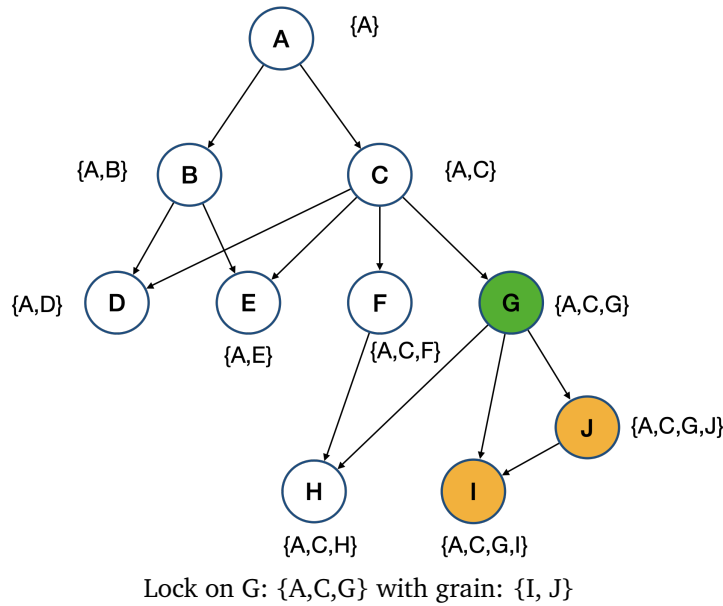 A {A}
{A,B} B C {A,C}
{A,D} D E F G {A,C,G}
{A,E} {A,C,F}
J {A,C,G,J}
H I
{A,C,H} {A,C,G,I}
Lock on G: {A,C,G} with grain: {I, J}